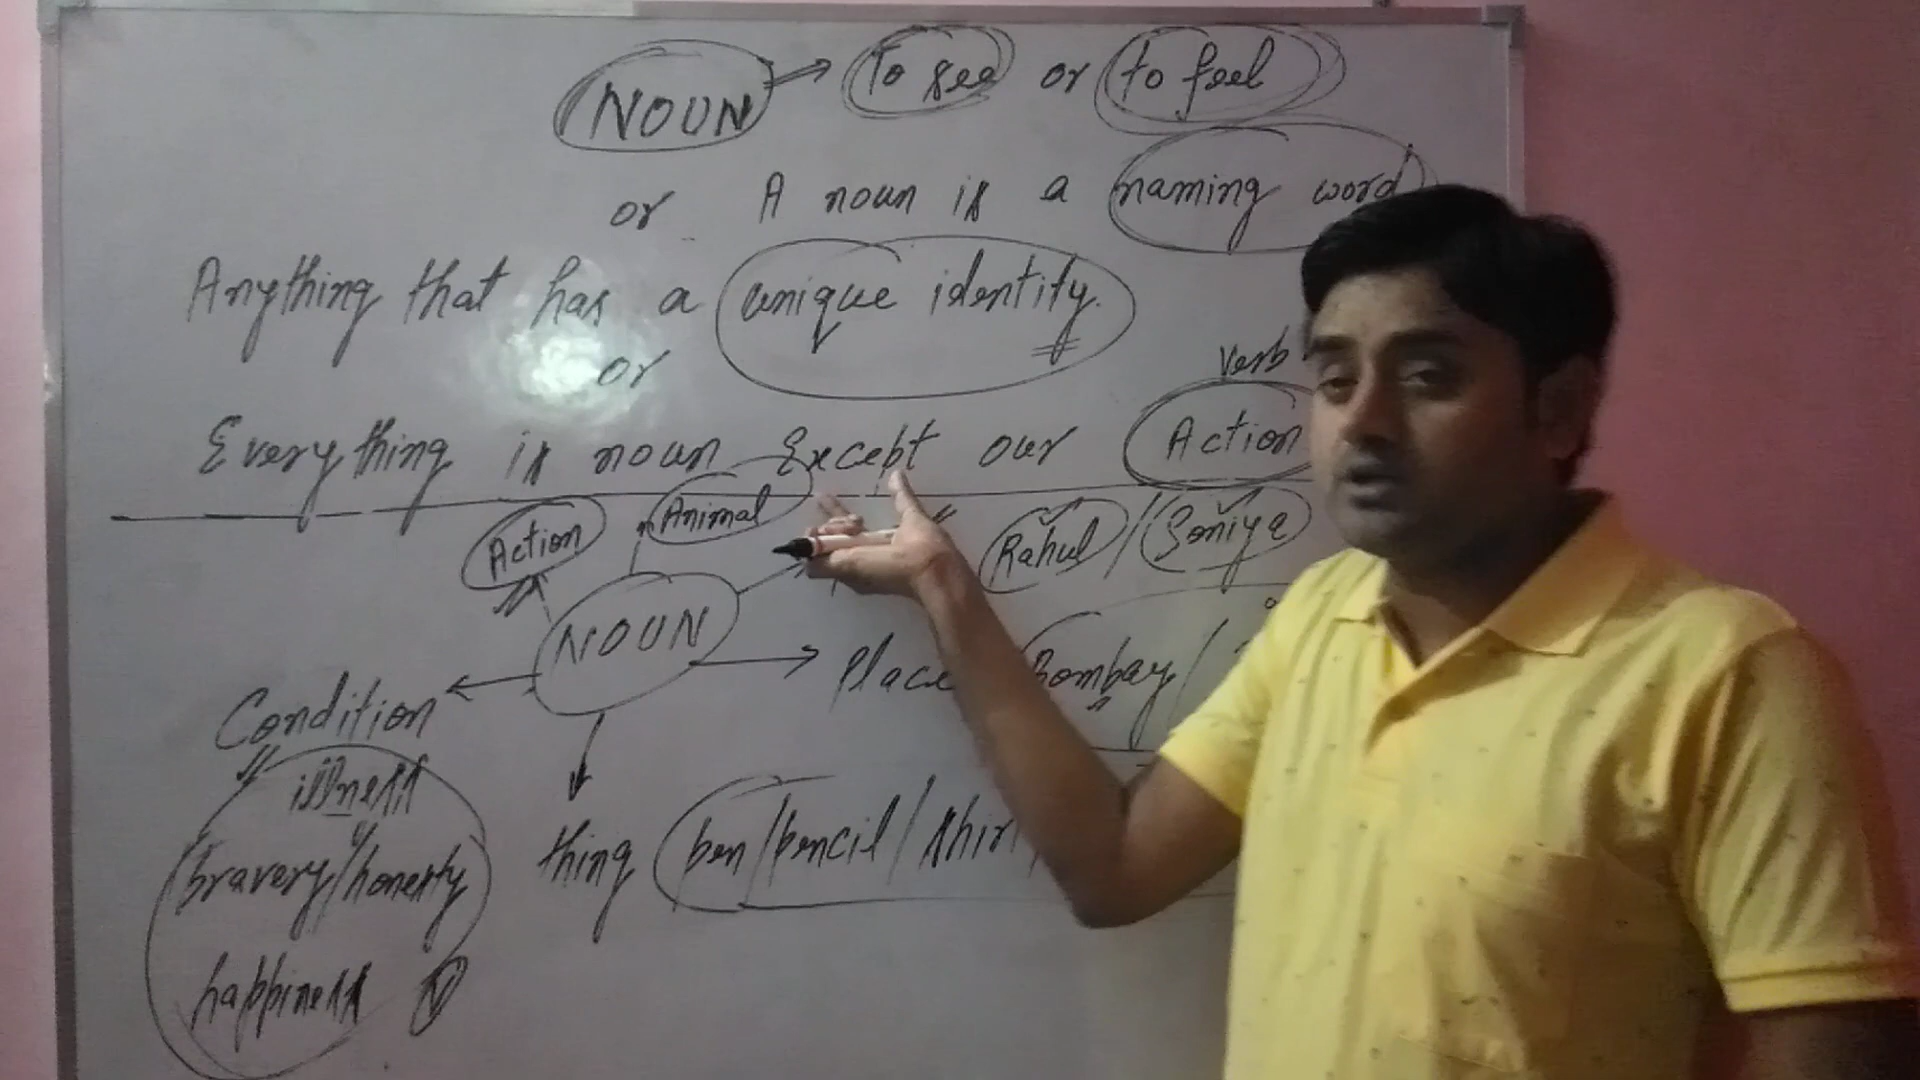 NOUN → To see or to feel
or A noun is a naming word
Anything that has a unique identity.
or
Verb
Everything is noun Except our Action
Action Animal Rahul / Soniya
NOUN
Condition Place Bombay /
illness
bravery / honesty thing pen / pencil / shir
happiness